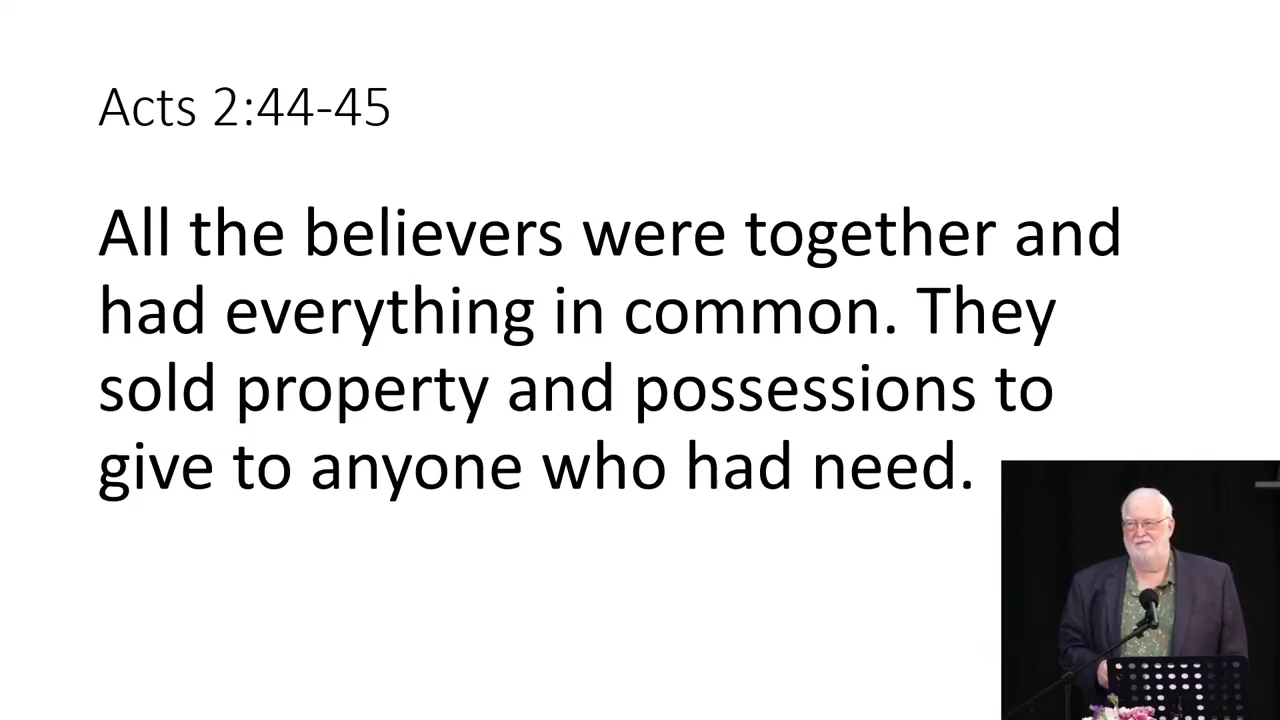 Acts 2:44-45
All the believers were together and
had everything in common. They
sold property and possessions to
give to anyone who had need.